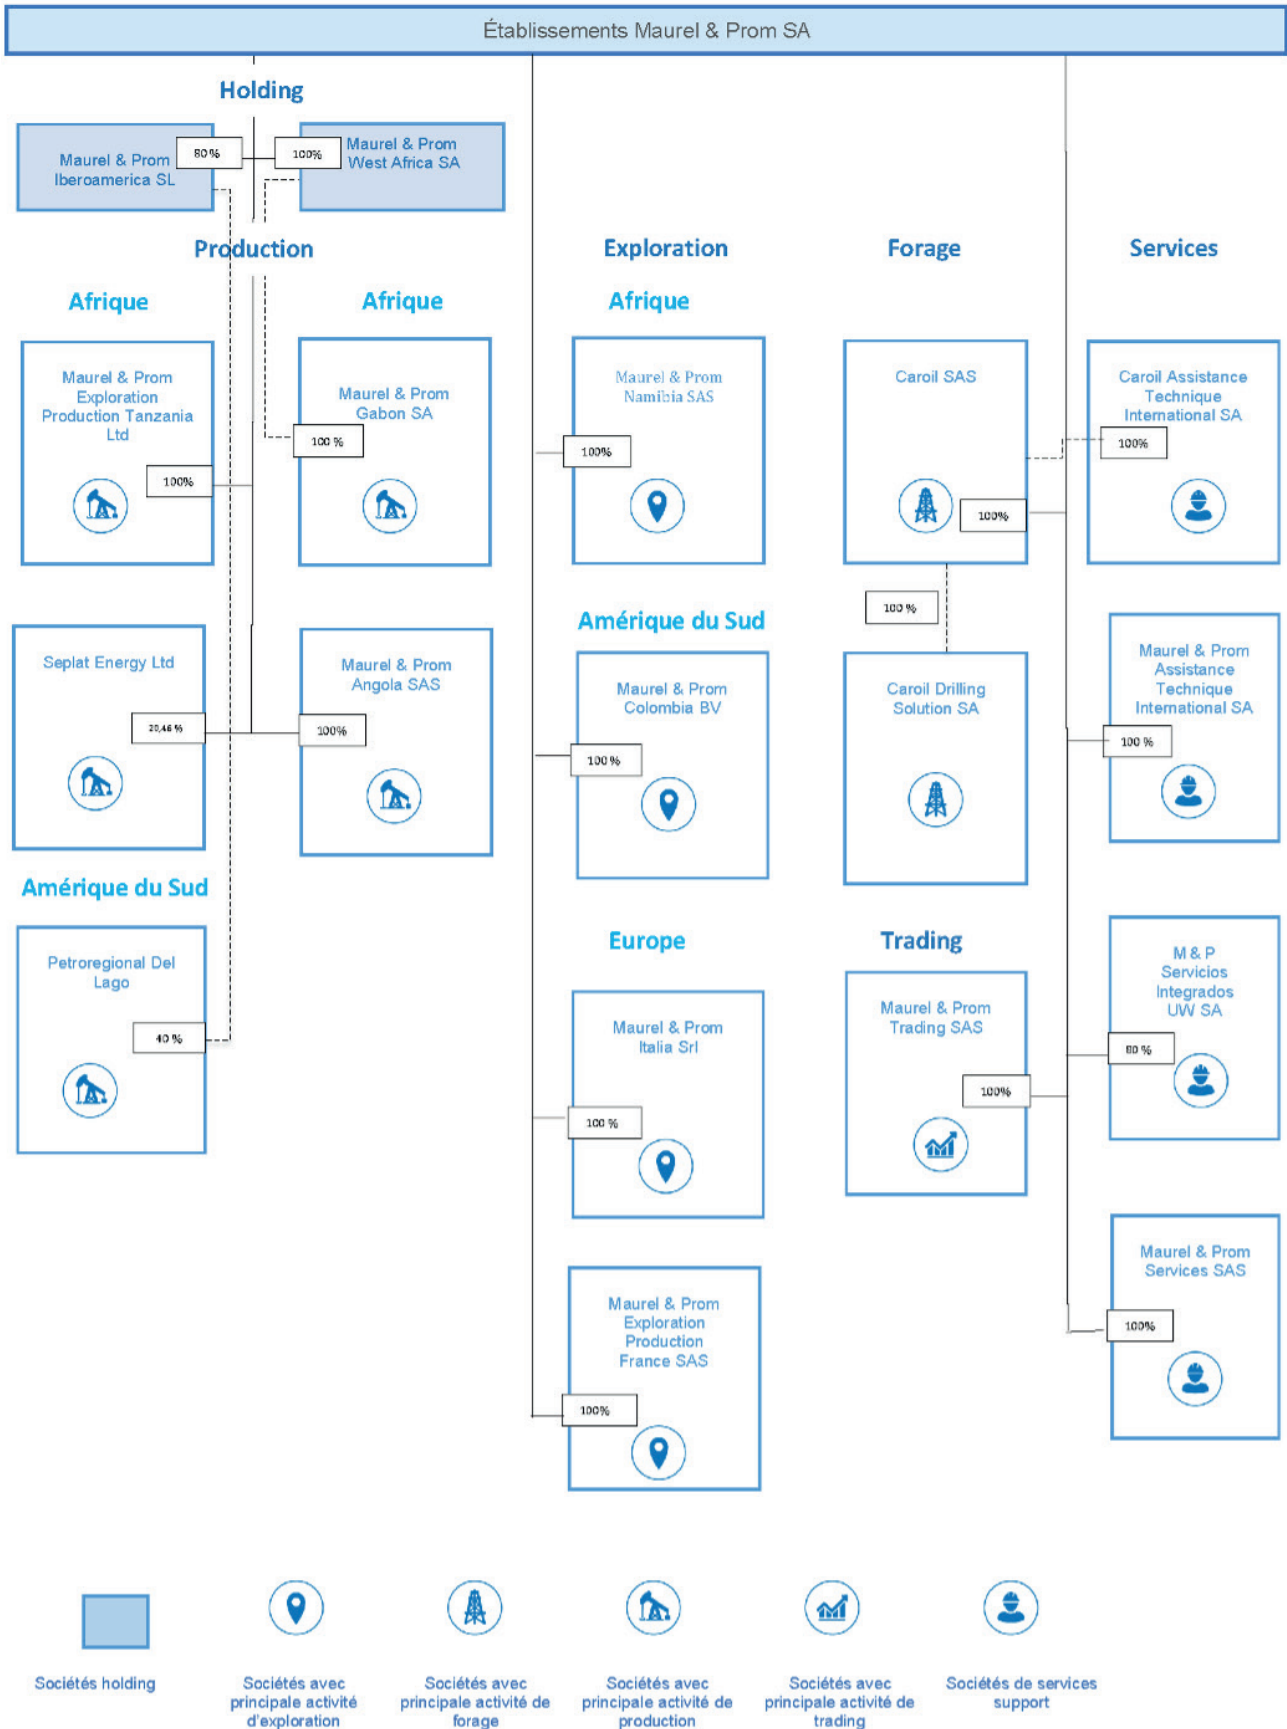 Établissements Maurel & Prom SA
Holding
Maurel & Prom
Iberoamerica SL
80 %
100%
Maurel & Prom
West Africa SA
Production
Exploration
Forage
Services
Afrique
Afrique
Afrique
Maurel & Prom
Exploration
Production Tanzania
Ltd
100%
Maurel & Prom
Gabon SA
100 %
Maurel & Prom
Namibia SAS
100%
Caroil SAS
100%
Caroil Assistance
Technique
International SA
100%
100 %
Seplat Energy Ltd
20,46 %
Maurel & Prom
Angola SAS
100%
Amérique du Sud
Maurel & Prom
Colombia BV
100 %
Caroil Drilling
Solution SA
Maurel & Prom
Assistance
Technique
International SA
100 %
Amérique du Sud
Petroregional Del
Lago
40 %
Europe
Maurel & Prom
Italia Srl
100 %
Trading
Maurel & Prom
Trading SAS
100%
M & P
Servicios
Integrados
UW SA
80 %
Maurel & Prom
Exploration
Production
France SAS
100%
Maurel & Prom
Services SAS
100%
Sociétés holding
Sociétés avec
principale activité
d'exploration
Sociétés avec
principale activité de
forage
Sociétés avec
principale activité de
production
Sociétés avec
principale activité de
trading
Sociétés de services
support